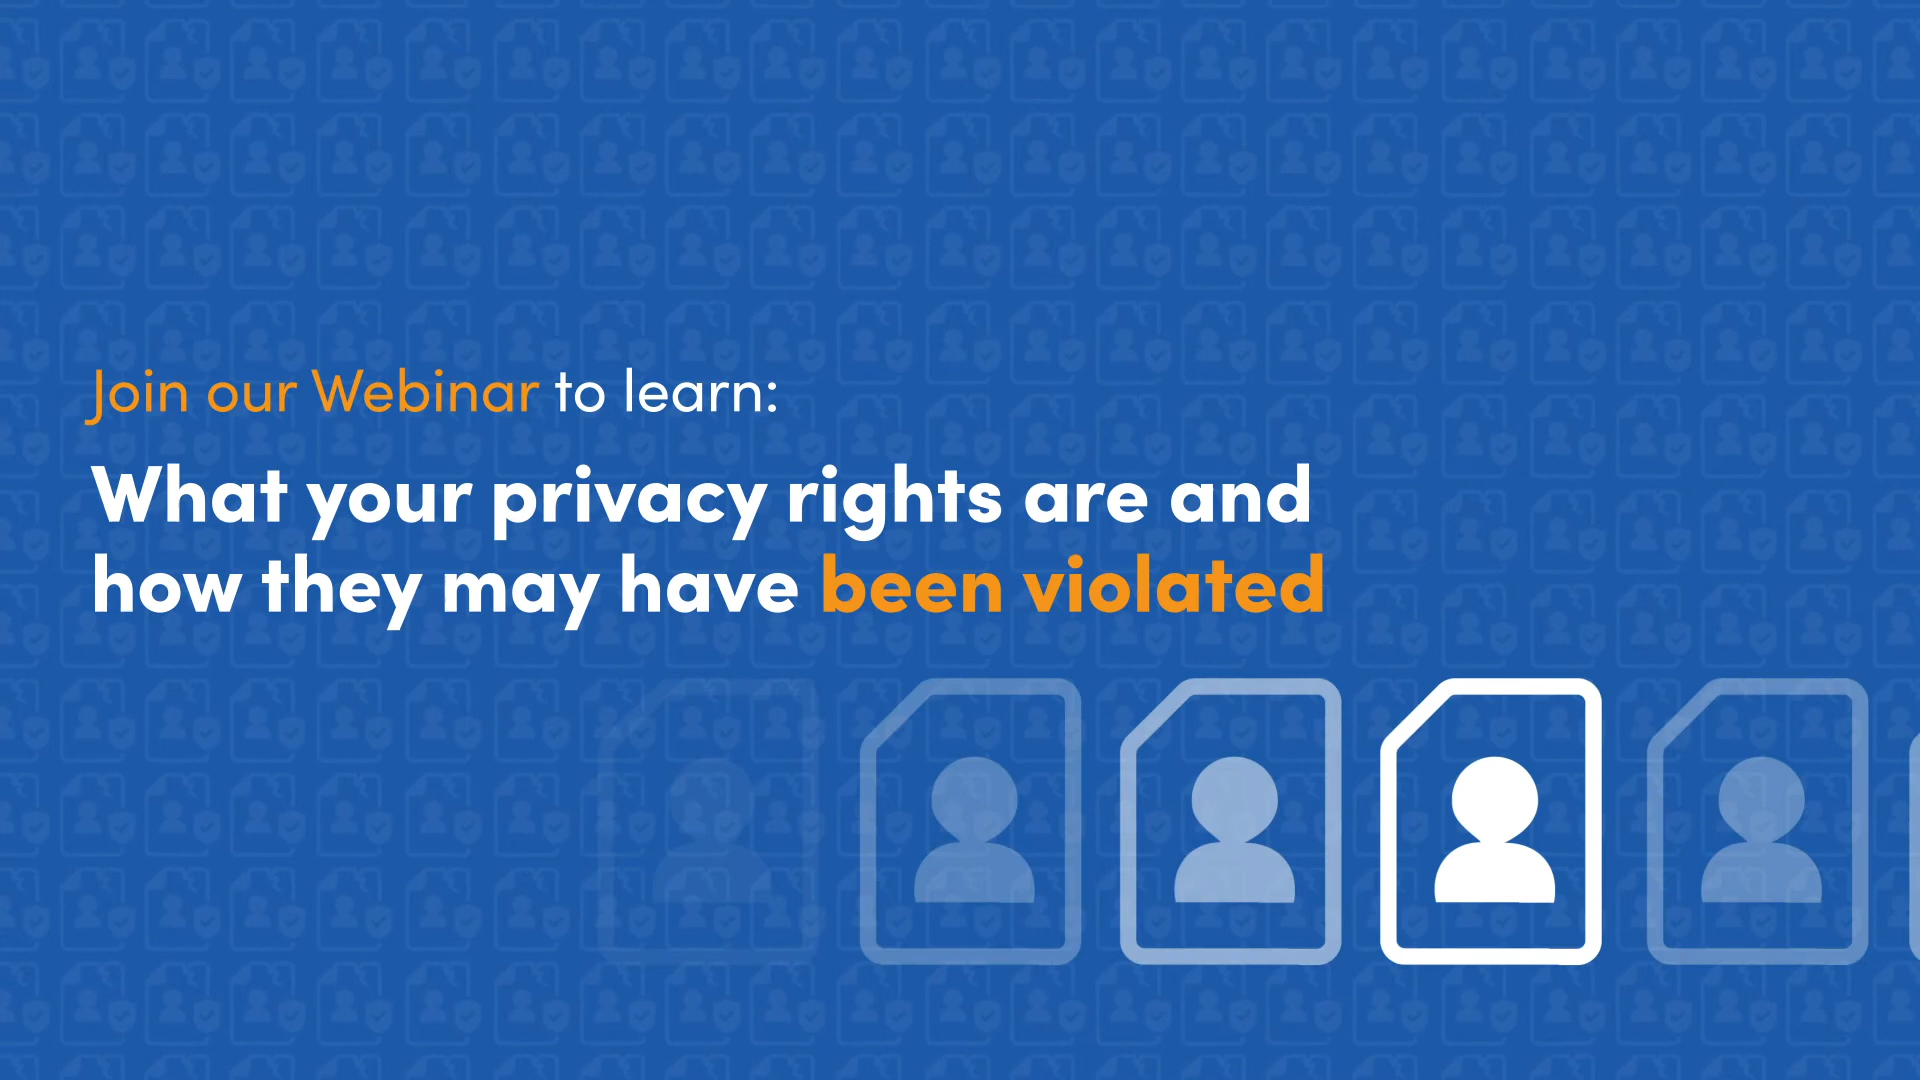 Join our Webinar to learn:
What your privacy rights are and
how they may have been violated